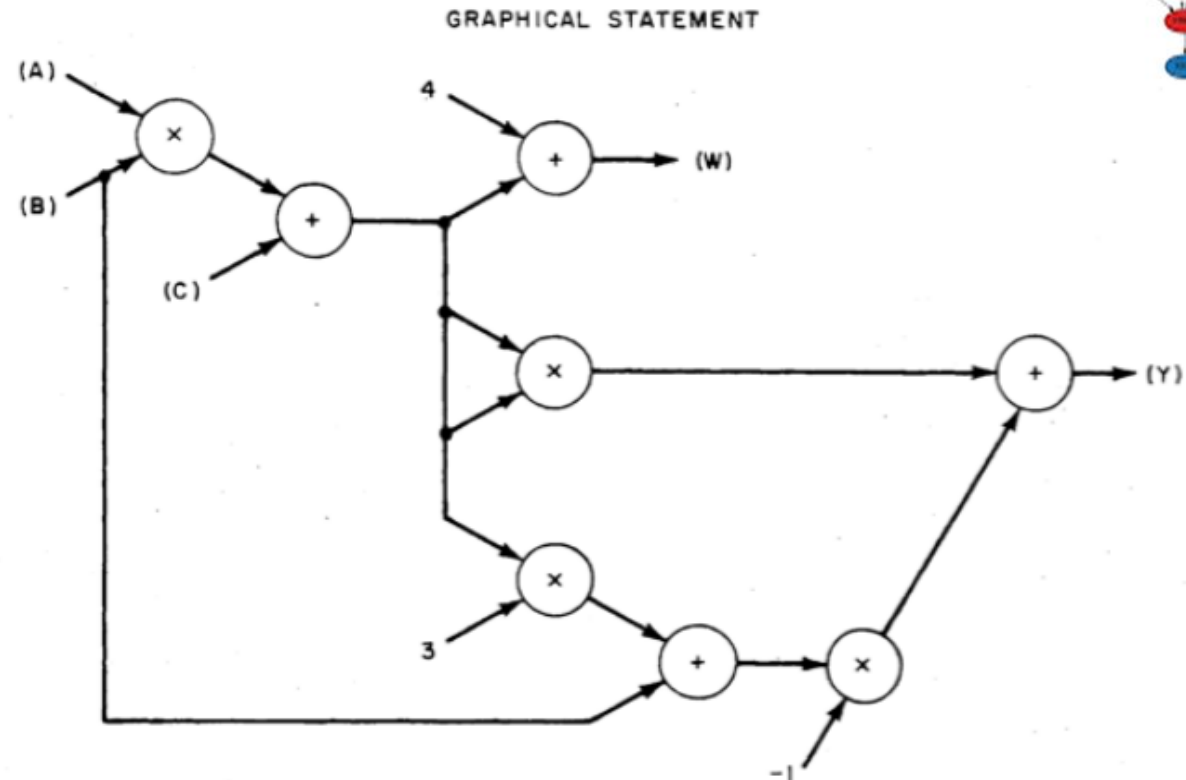 GRAPHICAL STATEMENT
(A)
4
×
+
(W)
(B)
+
(C)
×
+
(Y)
×
3
+
×
-1